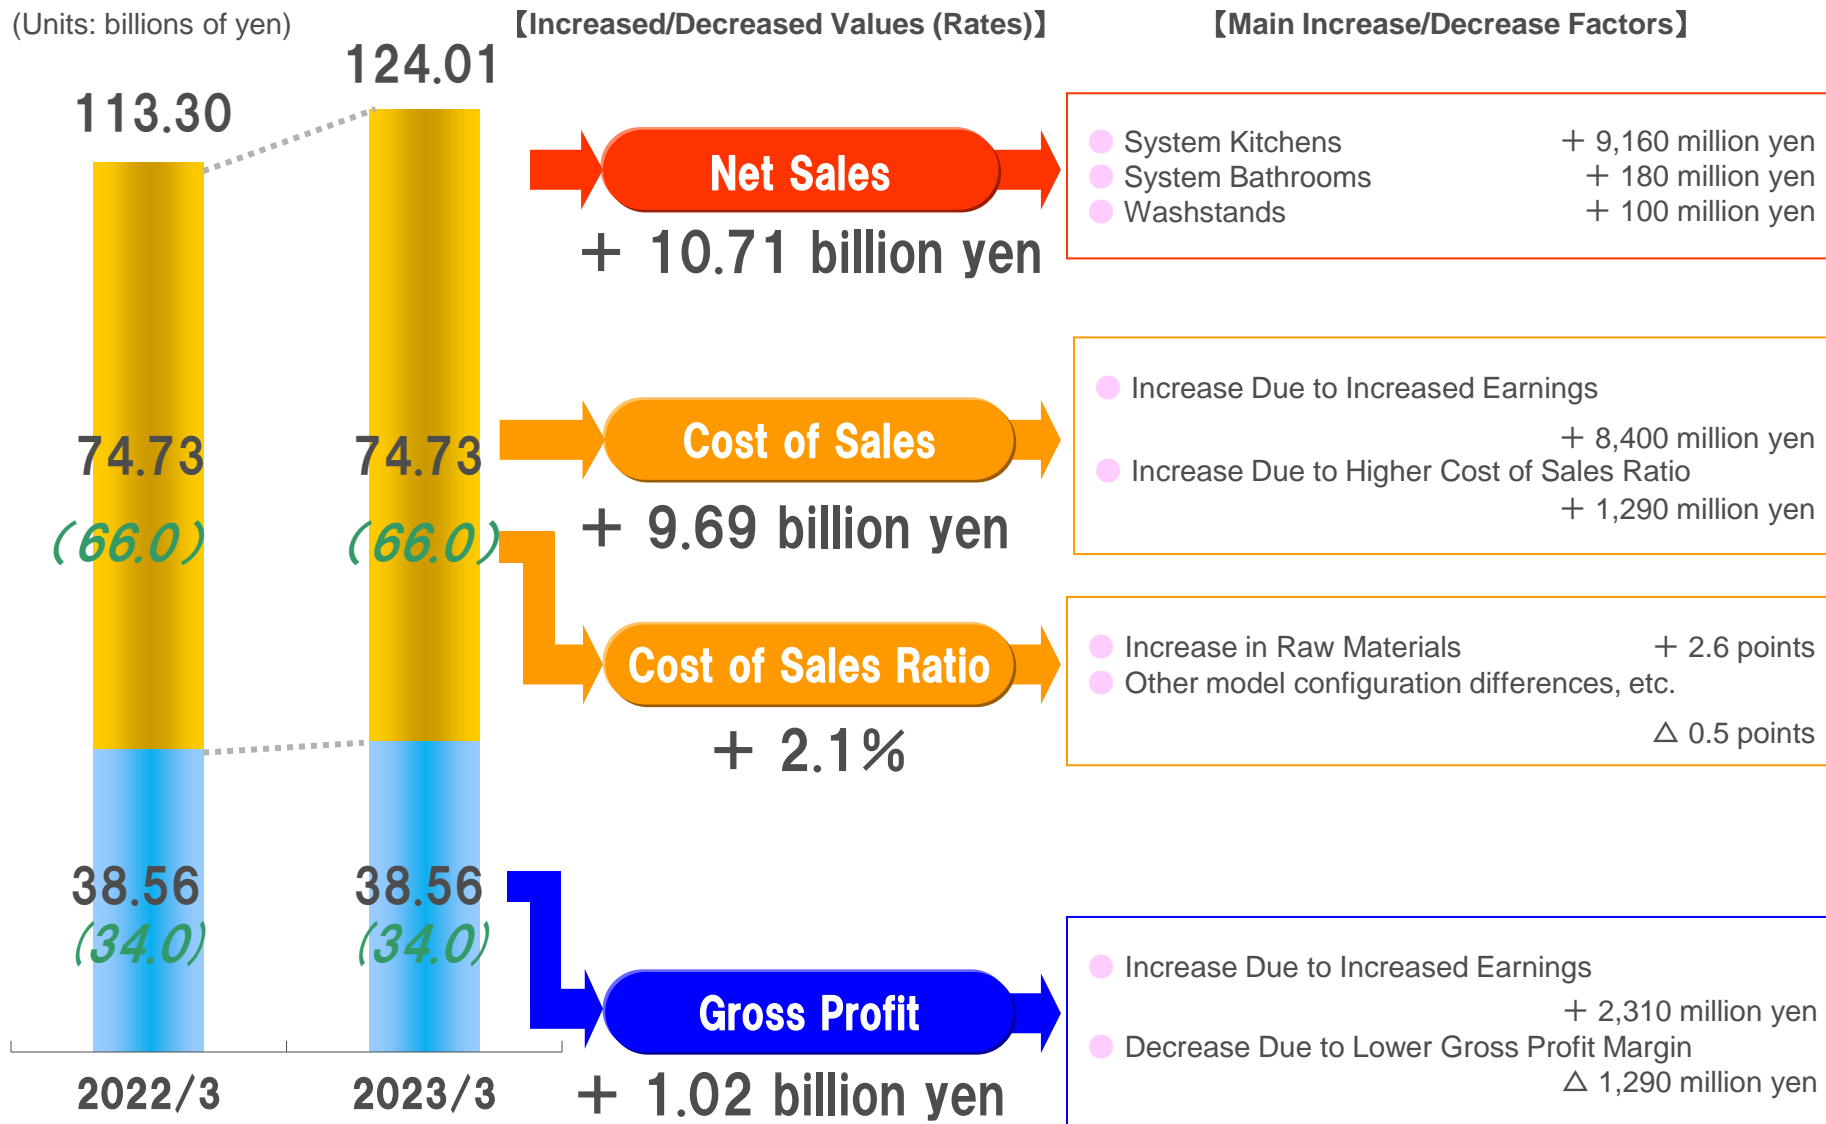 (Units: billions of yen)
【Increased/Decreased Values (Rates)】
【Main Increase/Decrease Factors】
113.30
124.01
74.73
(66.0)
74.73
(66.0)
38.56
(34.0)
38.56
(34.0)
2022/3
2023/3
Net Sales
+ 10.71 billion yen
System Kitchens + 9,160 million yen
System Bathrooms + 180 million yen
Washstands + 100 million yen
Cost of Sales
+ 9.69 billion yen
Increase Due to Increased Earnings
+ 8,400 million yen
Increase Due to Higher Cost of Sales Ratio
+ 1,290 million yen
Cost of Sales Ratio
+ 2.1%
Increase in Raw Materials + 2.6 points
Other model configuration differences, etc.
△ 0.5 points
Gross Profit
+ 1.02 billion yen
Increase Due to Increased Earnings
+ 2,310 million yen
Decrease Due to Lower Gross Profit Margin
△ 1,290 million yen